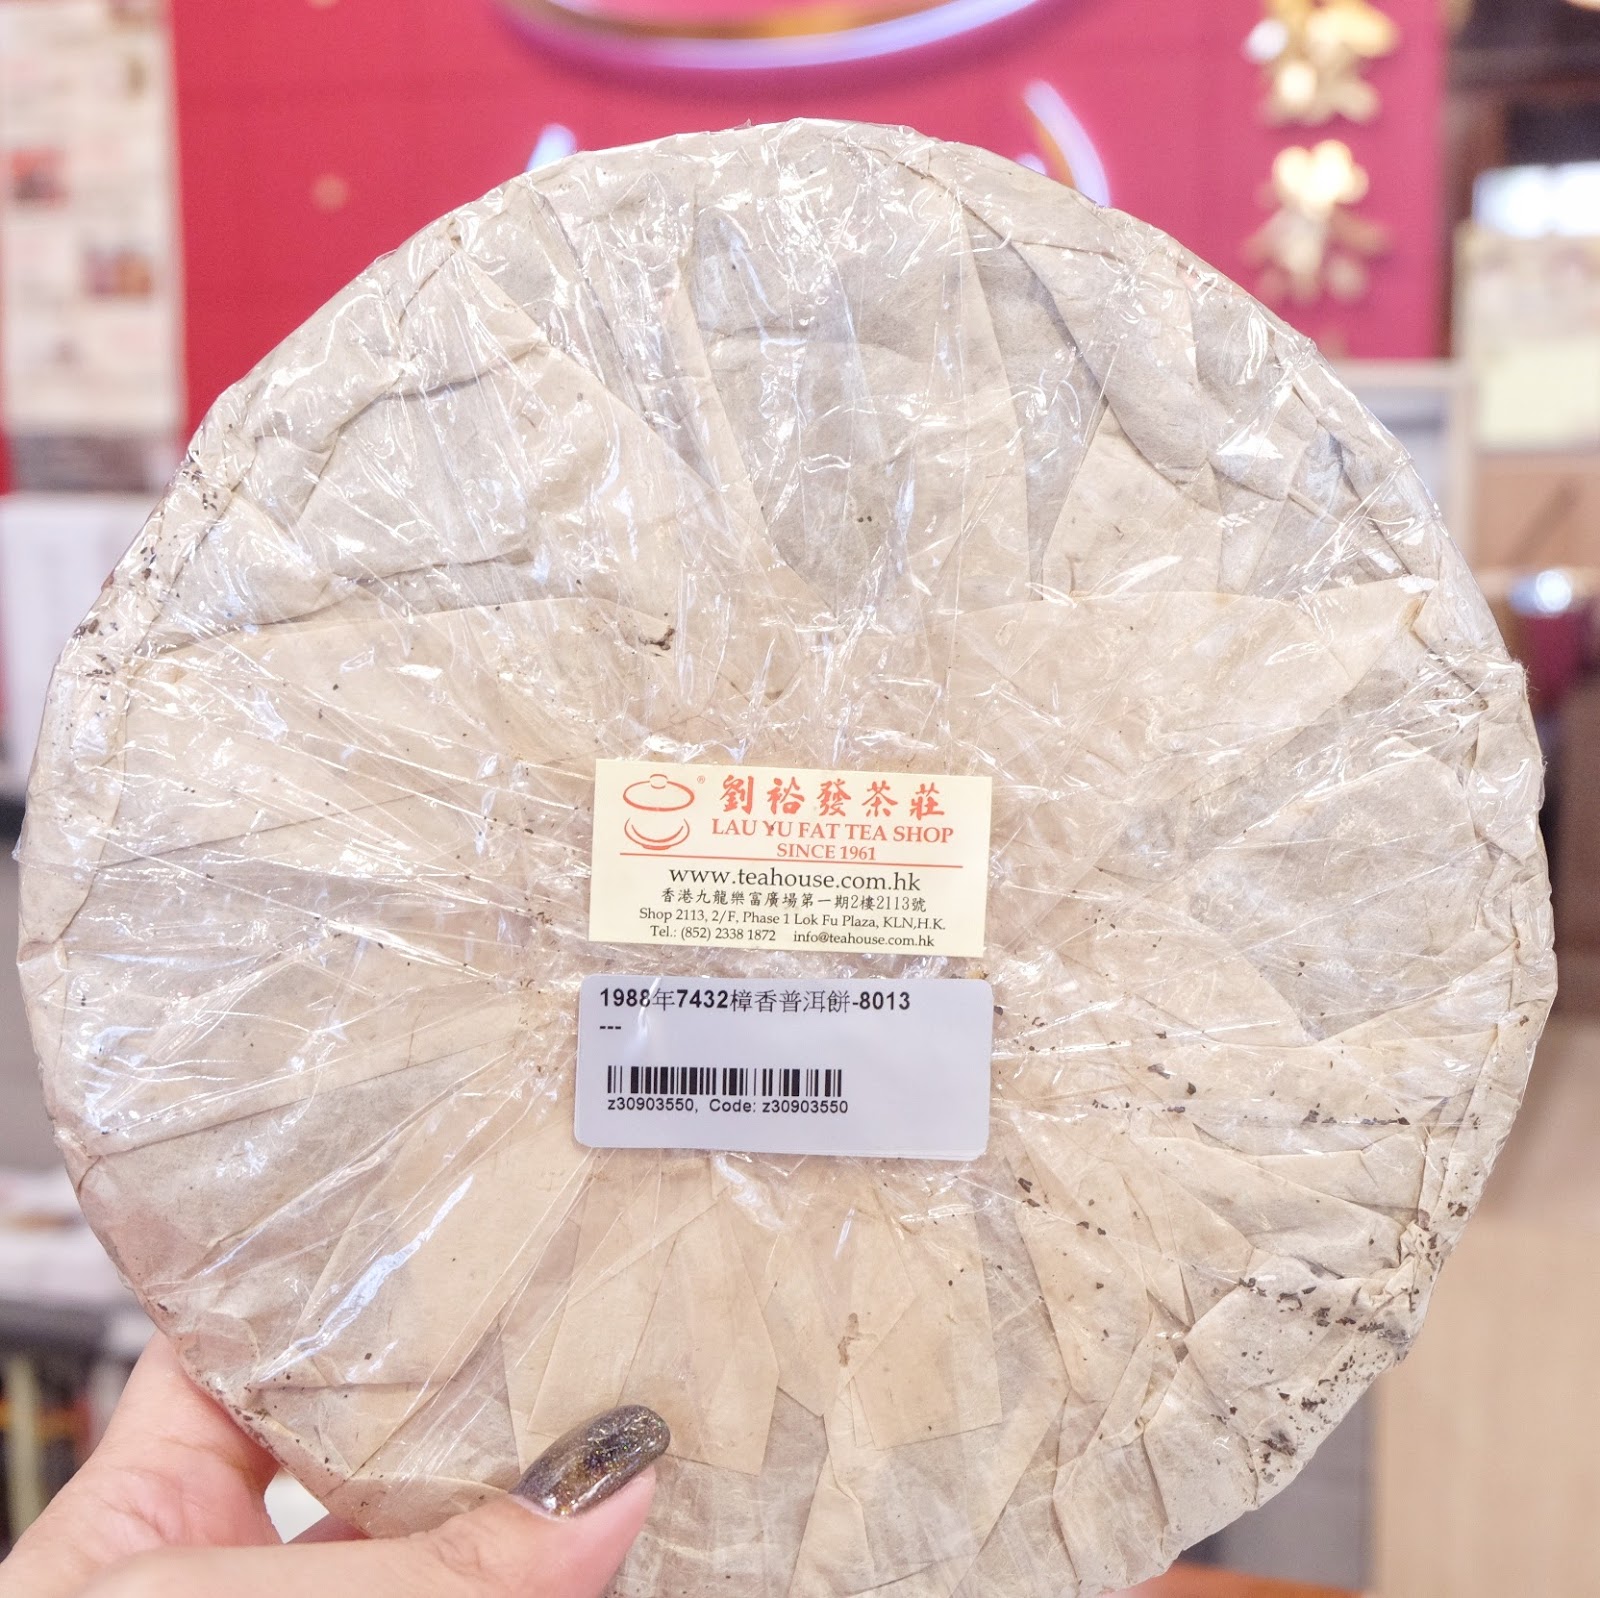 劉裕發茶莊
LAU YU FAT TEA SHOP
SINCE 1961
www.teahouse.com.hk
香港九龍樂富廣場第一期2樓2113號
Shop 2113, 2/F, Phase 1 Lok Fu Plaza, KLN,H.K.
Tel.: (852) 2338 1872 info@teahouse.com.hk
1988年7432樟香普洱餅-8013
---
z30903550, Code: z30903550